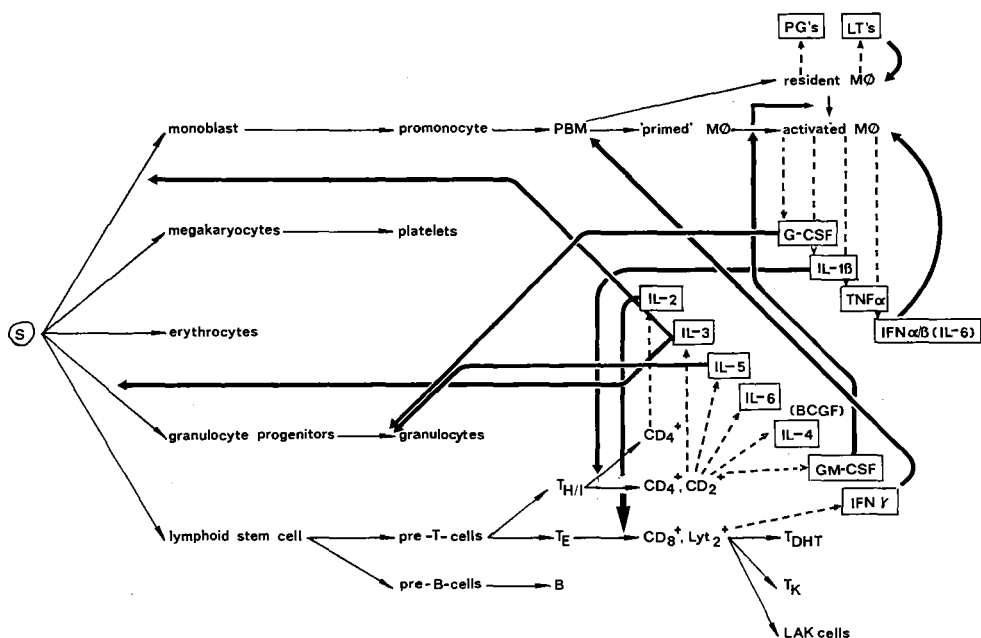 PG's LT's
resident MØ
monoblast promonocyte PBM 'primed' MØ activated MØ
megakaryocytes platelets G-CSF
IL-1ß
IL-2 TNFα
S erythrocytes IL-3 IFN α/ß (IL-6)
IL-5
IL-6
(BCGF)
granulocyte progenitors granulocytes CD4+ IL-4
GM-CSF
TH/I CD4+, CD2+
IFN γ
lymphoid stem cell pre-T-cells TE CD8+, Lyt2+ TDHT
pre-B-cells B TK
LAK cells